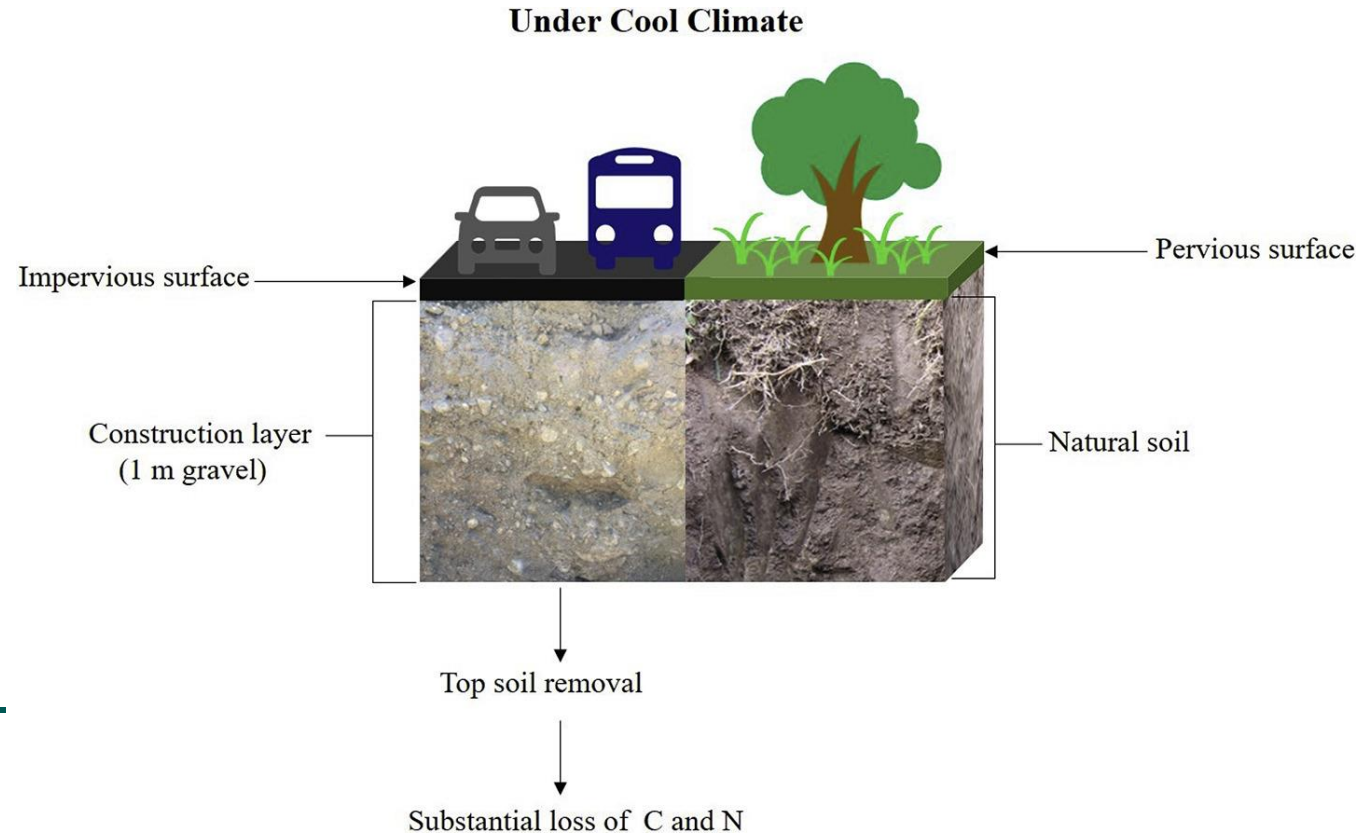 Under Cool Climate
Pervious surface
Impervious surface
Construction layer
(1 m gravel)
Natural soil
Top soil removal
Substantial loss of C and N